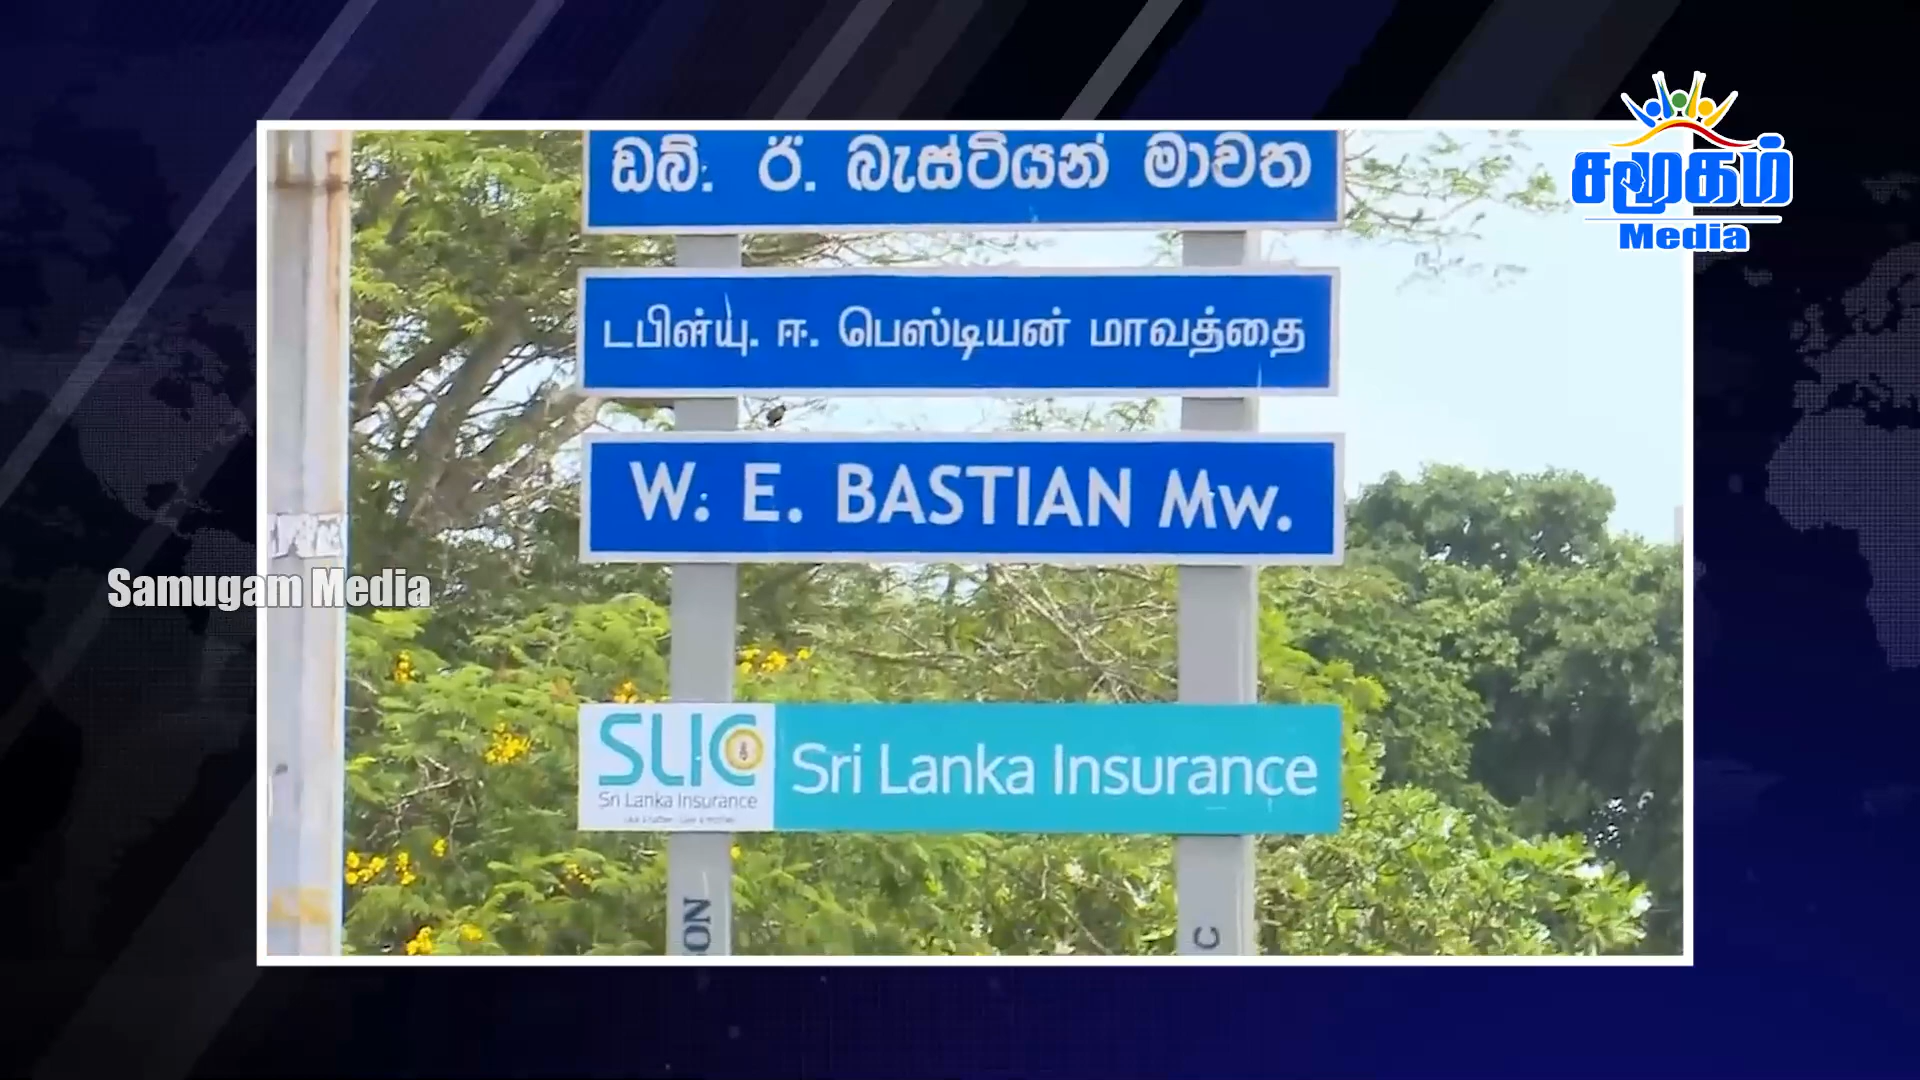 ඩබ්. ඊ. බැස්ටියන් මාවත
சமூகம்
Media
டபிள்யு. ஈ. பெஸ்டியன் மாவத்தை
W. E. BASTIAN Mw.
Samugam Media
SLIC
Sri Lanka Insurance
Sri Lanka Insurance
ON
C